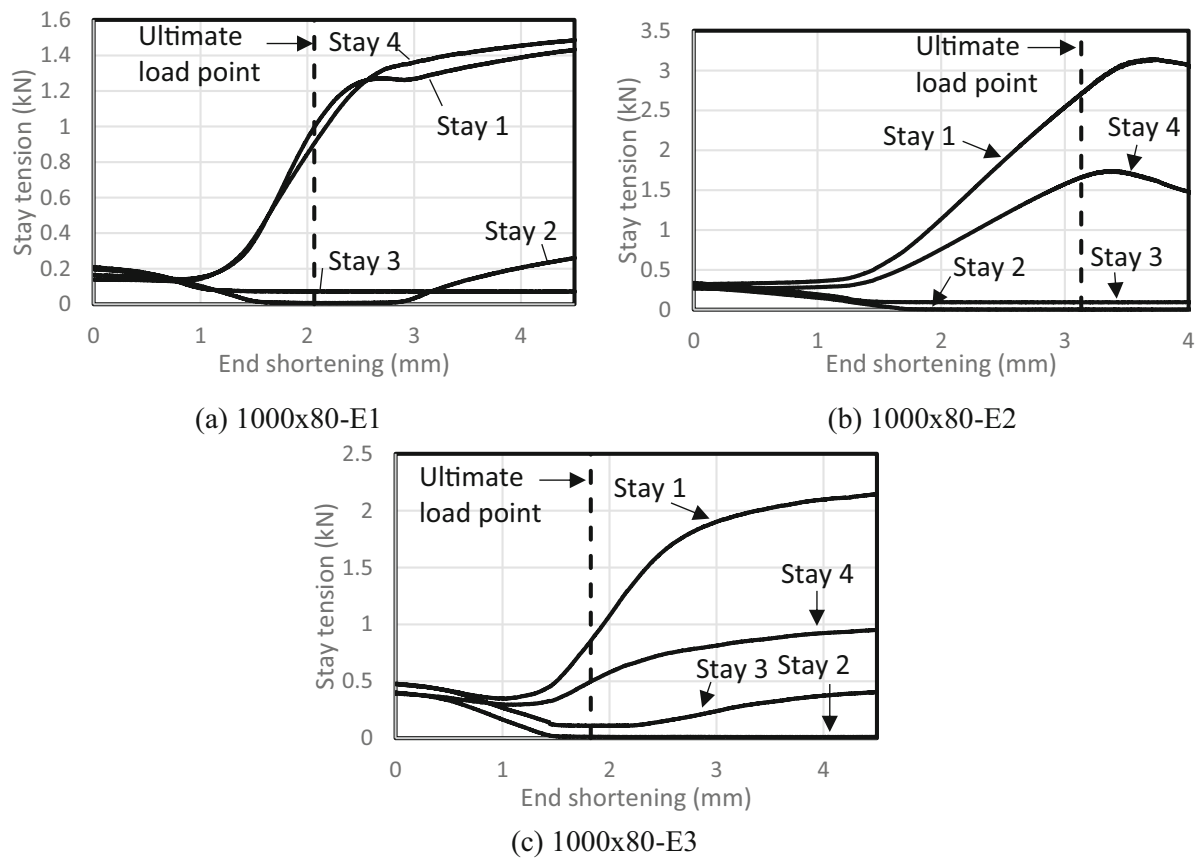 1.6
1.4
1.2
1
0.8
0.6
0.4
0.2
0
Stay tension (kN)
Ultimate
load point
Stay 4
Stay 1
Stay 2
Stay 3
0 1 2 3 4
End shortening (mm)
(a) 1000x80-E1
3.5
3
2.5
2
1.5
1
0.5
0
Stay tension (kN)
Ultimate
load point
Stay 1
Stay 4
Stay 2
Stay 3
0 1 2 3 4
End shortening (mm)
(b) 1000x80-E2
2.5
2
1.5
1
0.5
0
Stay tension (kN)
Ultimate
load point
Stay 1
Stay 4
Stay 3
Stay 2
0 1 2 3 4
End shortening (mm)
(c) 1000x80-E3